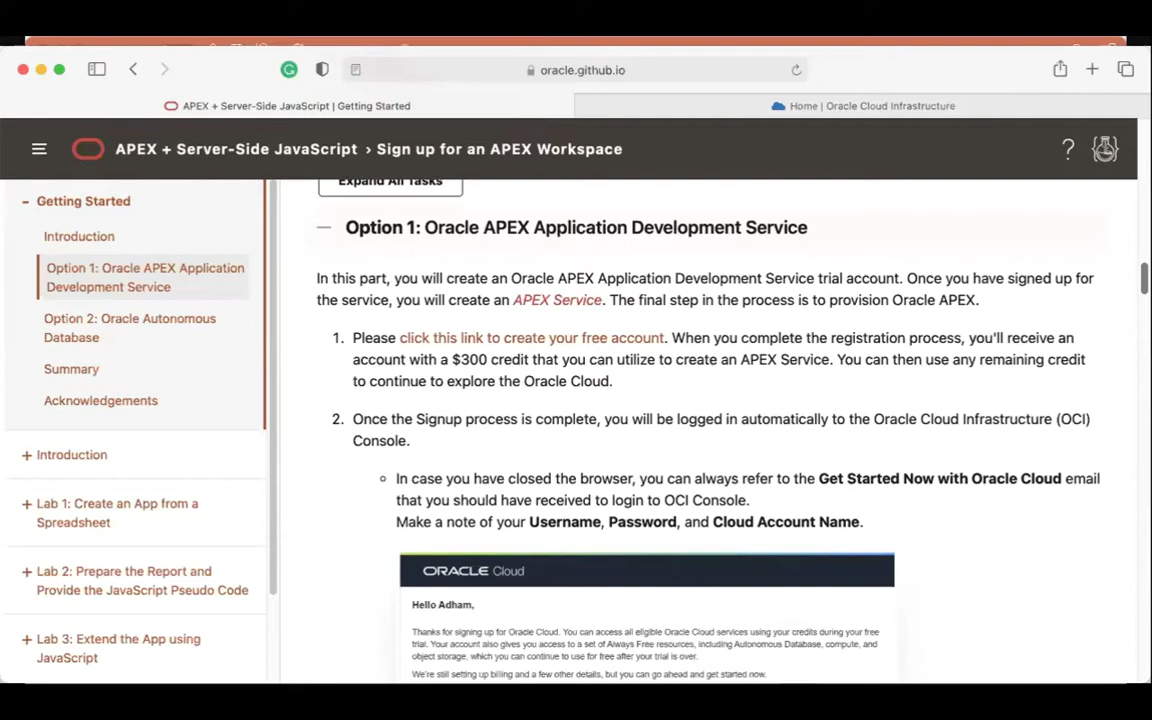 oracle.github.io
APEX + Server-Side JavaScript | Getting Started
Home | Oracle Cloud Infrastructure
APEX + Server-Side JavaScript › Sign up for an APEX Workspace
?
Expand All Tasks
− Getting Started
Introduction
Option 1: Oracle APEX Application
Development Service
Option 2: Oracle Autonomous
Database
Summary
Acknowledgements
+ Introduction
+ Lab 1: Create an App from a
Spreadsheet
+ Lab 2: Prepare the Report and
Provide the JavaScript Pseudo Code
+ Lab 3: Extend the App using
JavaScript
— Option 1: Oracle APEX Application Development Service
In this part, you will create an Oracle APEX Application Development Service trial account. Once you have signed up for
the service, you will create an APEX Service. The final step in the process is to provision Oracle APEX.
1. Please click this link to create your free account. When you complete the registration process, you'll receive an
account with a $300 credit that you can utilize to create an APEX Service. You can then use any remaining credit
to continue to explore the Oracle Cloud.
2. Once the Signup process is complete, you will be logged in automatically to the Oracle Cloud Infrastructure (OCI)
Console.
In case you have closed the browser, you can always refer to the Get Started Now with Oracle Cloud email
that you should have received to login to OCI Console.
Make a note of your Username, Password, and Cloud Account Name.
ORACLE Cloud
Hello Adham,
Thanks for signing up for Oracle Cloud. You can access all eligible Oracle Cloud services using your credits during your free
trial. Your account also gives you access to a set of Always Free resources, including Autonomous Database, compute, and
object storage, which you can continue to use for free after your trial is over.
We're still setting up billing and a few other details, but you can go ahead and get started now.